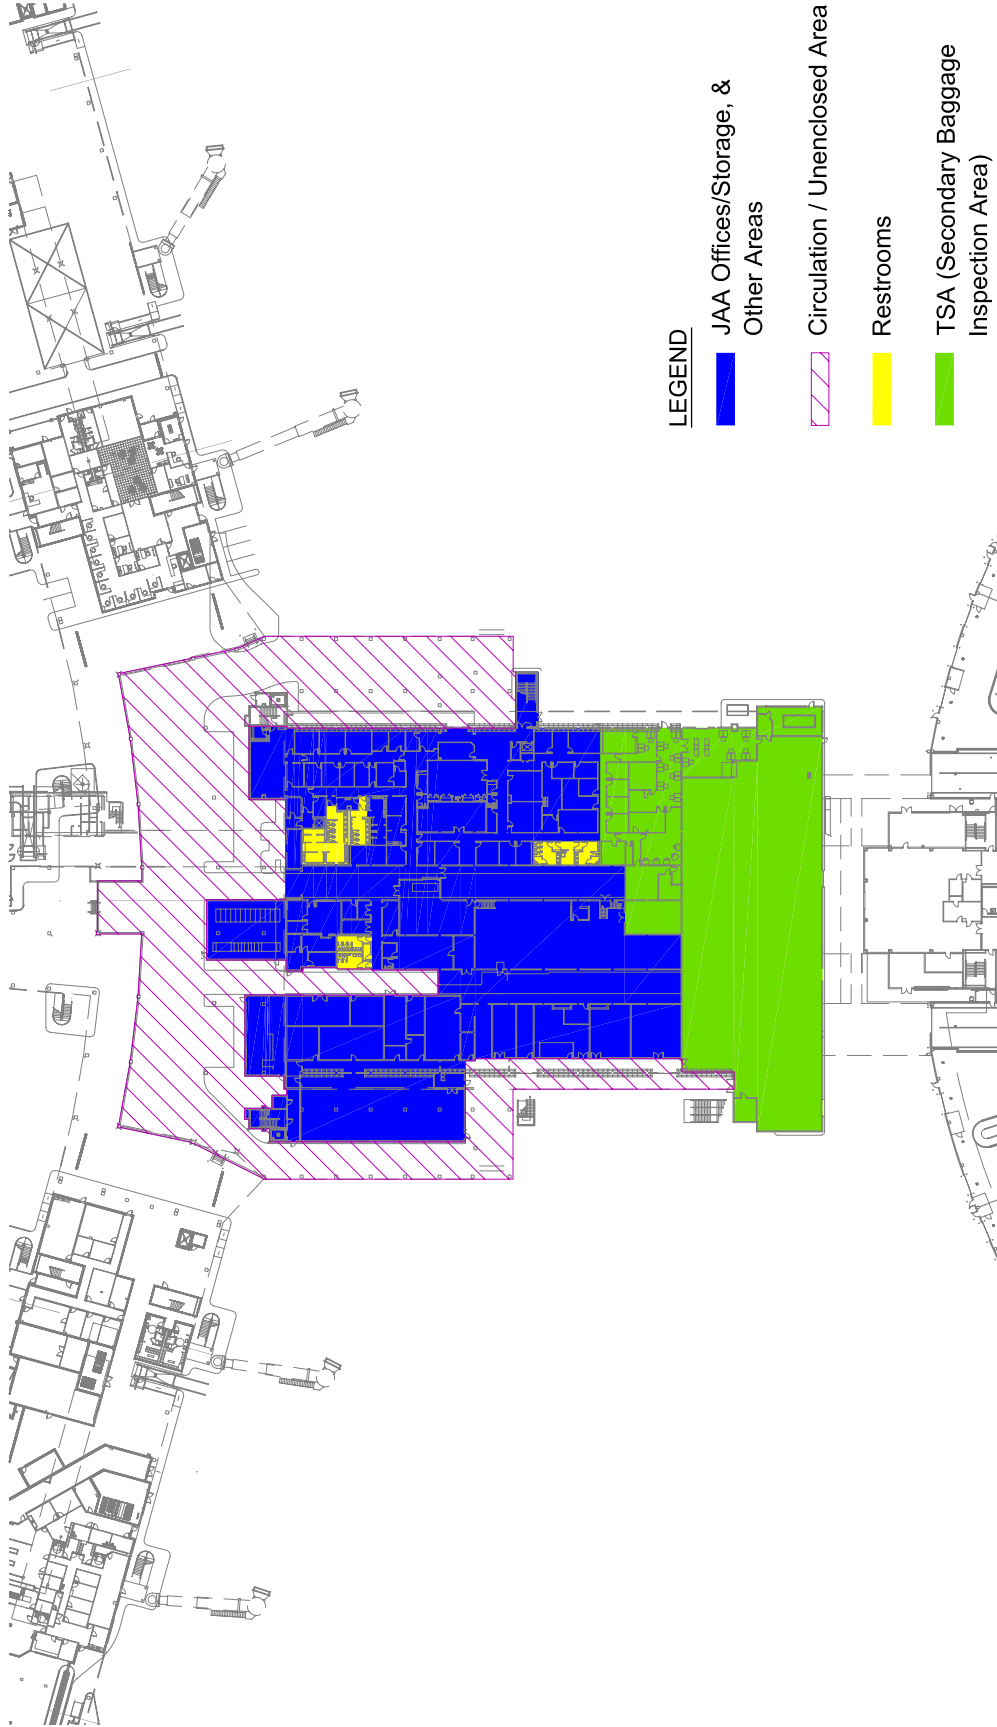 LEGEND
JAA Offices/Storage, &
Other Areas
Circulation / Unenclosed Area
Restrooms
TSA (Secondary Baggage
Inspection Area)